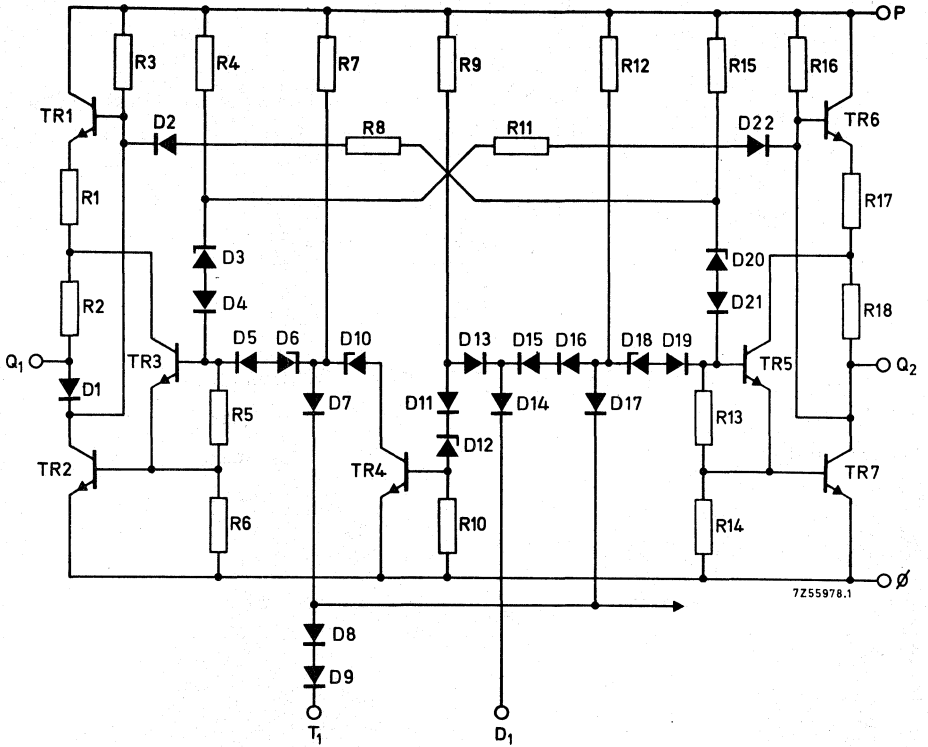 P
R3 R4 R7 R9 R12 R15 R16
TR1 TR6
D2 R8 R11 D22
R1 R17
D3 D20
R2 D4 D21 R18
TR3 D5 D6 D10 D13 D15 D16 D18 D19 TR5
Q1 Q2
D1 R5 D7 D11 D14 D17 R13
D12
TR2 TR4 TR7
R6 R10 R14
Ø
7Z55978.1
D8
D9
T1 D1